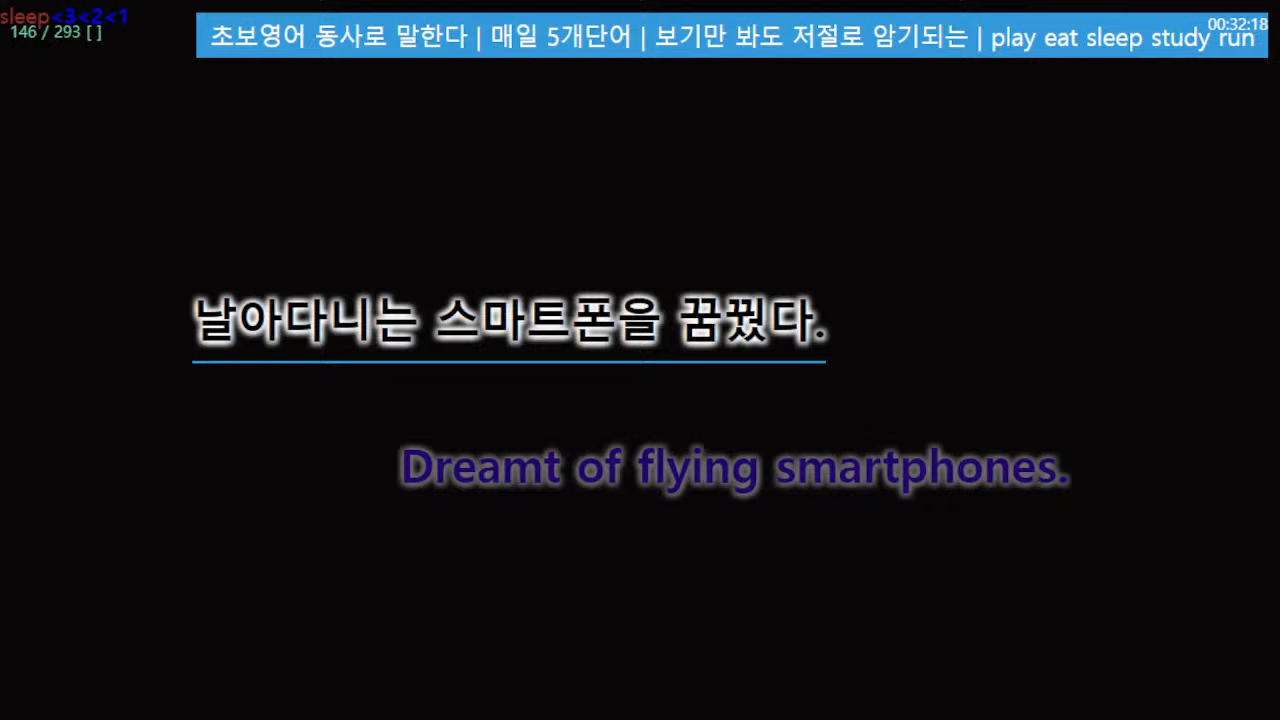 sleep<3<2<1
146 / 293 [ ]
초보영어 동사로 말한다 | 매일 5개단어 | 보기만 봐도 저절로 암기되는 | play eat sleep study run
00:32:18
날아다니는 스마트폰을 꿈꿨다.
Dreamt of flying smartphones.